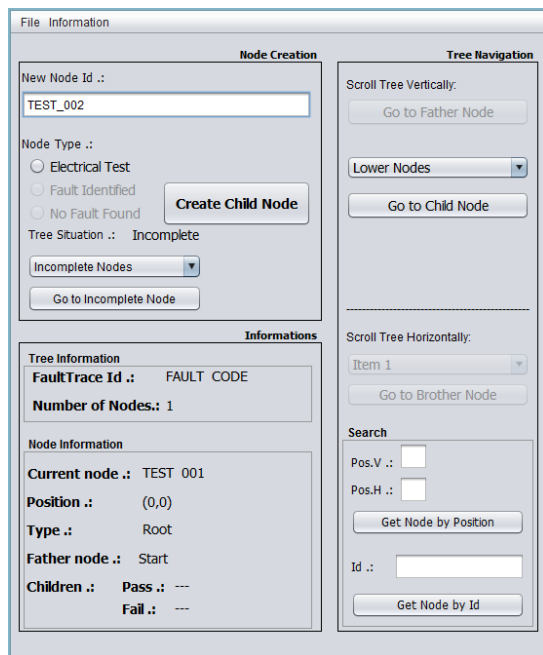 File Information
Node Creation
New Node Id .:
TEST_002
Node Type .:
Electrical Test
Fault Identified
No Fault Found
Create Child Node
Tree Situation .: Incomplete
Incomplete Nodes
Go to Incomplete Node
Informations
Tree Information
FaultTrace Id .: FAULT CODE
Number of Nodes.: 1
Node Information
Current node .: TEST 001
Position .: (0,0)
Type .: Root
Father node .: Start
Children .: Pass .: ---
Fail .: ---
Tree Navigation
Scroll Tree Vertically:
Go to Father Node
Lower Nodes
Go to Child Node
Scroll Tree Horizontally:
Item 1
Go to Brother Node
Search
Pos.V .:
Pos.H .:
Get Node by Position
Id .:
Get Node by Id